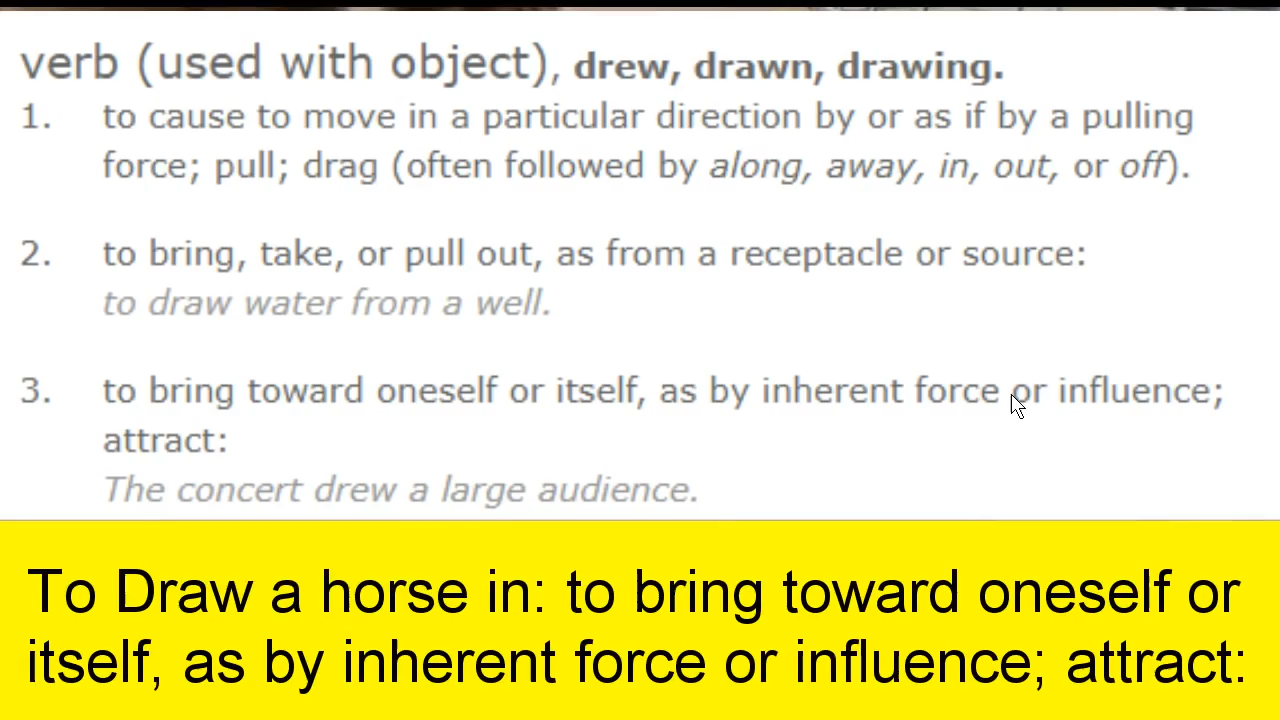 verb (used with object), drew, drawn, drawing.
1. to cause to move in a particular direction by or as if by a pulling
force; pull; drag (often followed by along, away, in, out, or off).
2. to bring, take, or pull out, as from a receptacle or source:
to draw water from a well.
3. to bring toward oneself or itself, as by inherent force or influence;
attract:
The concert drew a large audience.
To Draw a horse in: to bring toward oneself or
itself, as by inherent force or influence; attract: